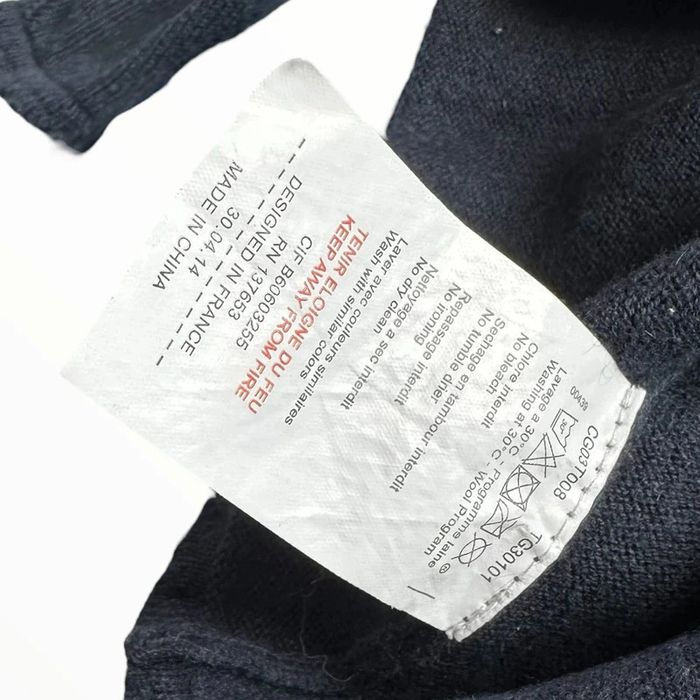 CG03T008 TG30101
00A39
Lavage a 30°C - Programme laine
Washing at 30°C - Wool Program
Chlore interdit
No bleach
Sechage en tambour interdit
No tumble drier
Repassage interdit
No ironing
Nettoyage a sec interdit
No dry clean
Laver avec couleurs similaires
Wash with similar colors
TENIR ELOIGNE DU FEU
KEEP AWAY FROM FIRE
CIF B60603255
RN 137653
DESIGNED IN FRANCE
30.04.14
MADE IN CHINA